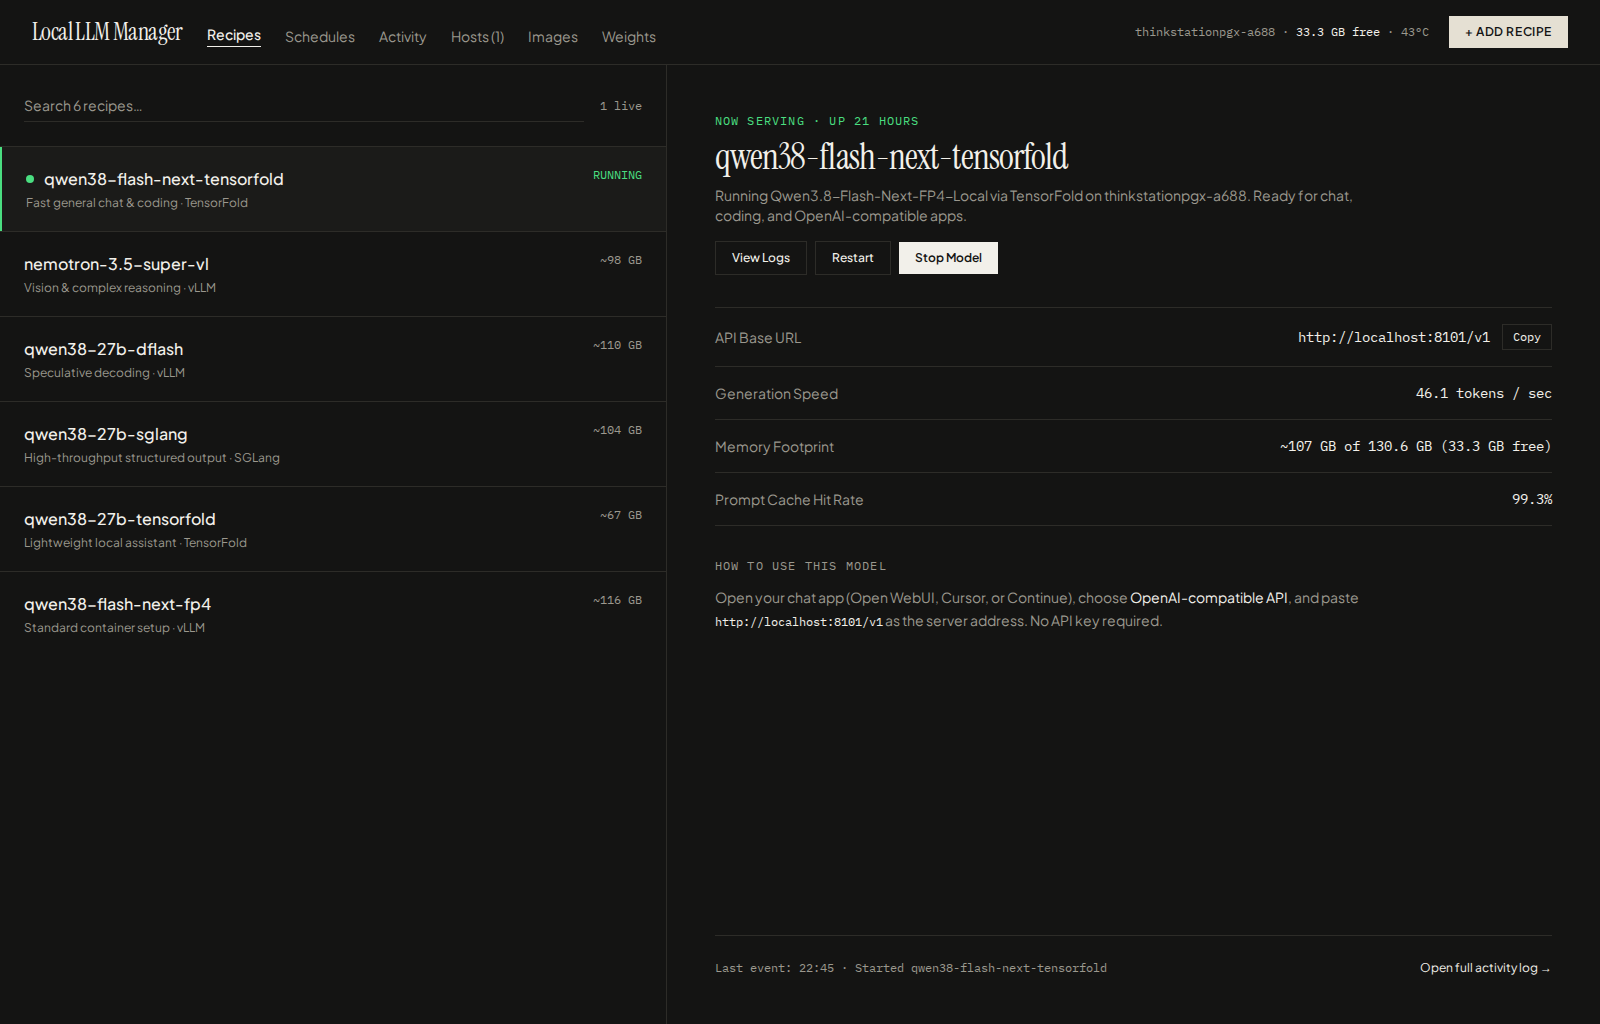 Local LLM Manager
Recipes
Schedules
Activity
Hosts (1)
Images
Weights
thinkstationpgx-a688 · 33.3 GB free · 43°C
+ ADD RECIPE
Search 6 recipes...
1 live
qwen38-flash-next-tensorfold
RUNNING
Fast general chat & coding · TensorFold
nemotron-3.5-super-vl
~98 GB
Vision & complex reasoning · vLLM
qwen38-27b-dflash
~110 GB
Speculative decoding · vLLM
qwen38-27b-sglang
~104 GB
High-throughput structured output · SGLang
qwen38-27b-tensorfold
~67 GB
Lightweight local assistant · TensorFold
qwen38-flash-next-fp4
~116 GB
Standard container setup · vLLM
NOW SERVING · UP 21 HOURS
qwen38-flash-next-tensorfold
Running Qwen3.8-Flash-Next-FP4-Local via TensorFold on thinkstationpgx-a688. Ready for chat,
coding, and OpenAI-compatible apps.
View Logs
Restart
Stop Model
API Base URL
http://localhost:8101/v1
Copy
Generation Speed
46.1 tokens / sec
Memory Footprint
~107 GB of 130.6 GB (33.3 GB free)
Prompt Cache Hit Rate
99.3%
HOW TO USE THIS MODEL
Open your chat app (Open WebUI, Cursor, or Continue), choose OpenAI-compatible API, and paste
http://localhost:8101/v1 as the server address. No API key required.
Last event: 22:45 · Started qwen38-flash-next-tensorfold
Open full activity log →